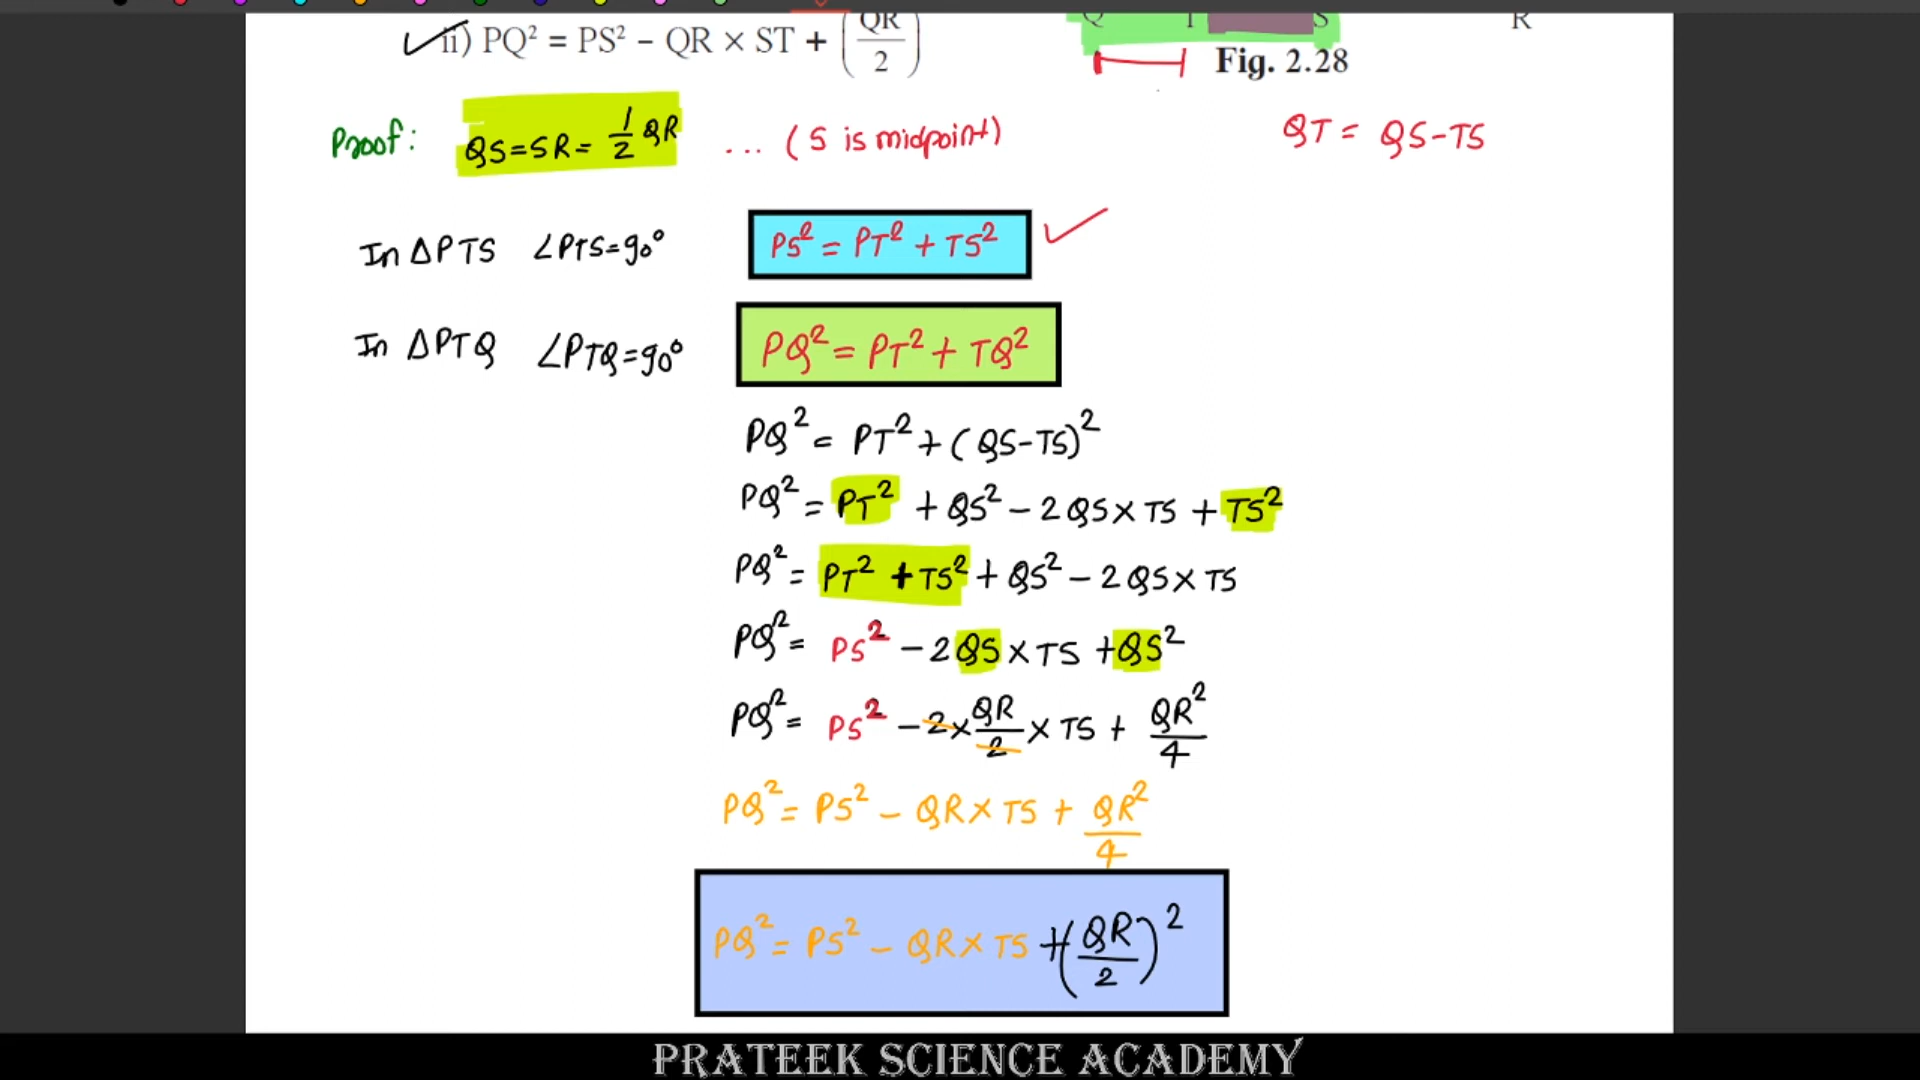 ii) PQ² = PS² − QR × ST + (QR/2)
Q T S R
Fig. 2.28
Proof: QS=SR= 1/2 QR ... (S is midpoint)
QT = QS-TS
In ΔPTS ∠PTS=90° PS² = PT² + TS²
In ΔPTQ ∠PTQ=90° PQ² = PT² + TQ²
PQ² = PT² + (QS-TS)²
PQ² = PT² + QS² − 2QS × TS + TS²
PQ² = PT² + TS² + QS² − 2QS × TS
PQ² = PS² − 2QS × TS + QS²
PQ² = PS² − 2× QR/2 × TS + QR²/4
PQ² = PS² − QR × TS + QR²/4
PQ² = PS² − QR × TS +(QR/2)²
PRATEEK SCIENCE ACADEMY